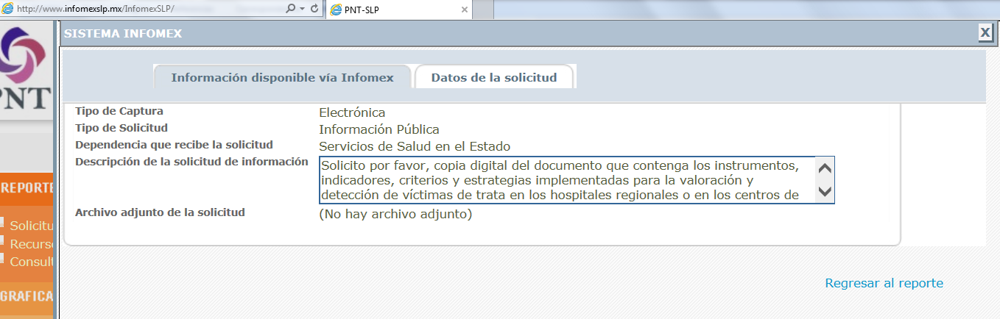 http://www.infomexslp.mx/InfomexSLP/
PNT-SLP
SISTEMA INFOMEX
X
PNT
Información disponible vía Infomex
Datos de la solicitud
Tipo de Captura Electrónica
Tipo de Solicitud Información Pública
Dependencia que recibe la solicitud Servicios de Salud en el Estado
Descripción de la solicitud de información Solicito por favor, copia digital del documento que contenga los instrumentos,
indicadores, criterios y estrategias implementadas para la valoración y
detección de víctimas de trata en los hospitales regionales o en los centros de
Archivo adjunto de la solicitud (No hay archivo adjunto)
REPORTE
Solicitu
Recurso
Consult
GRAFICA
Regresar al reporte